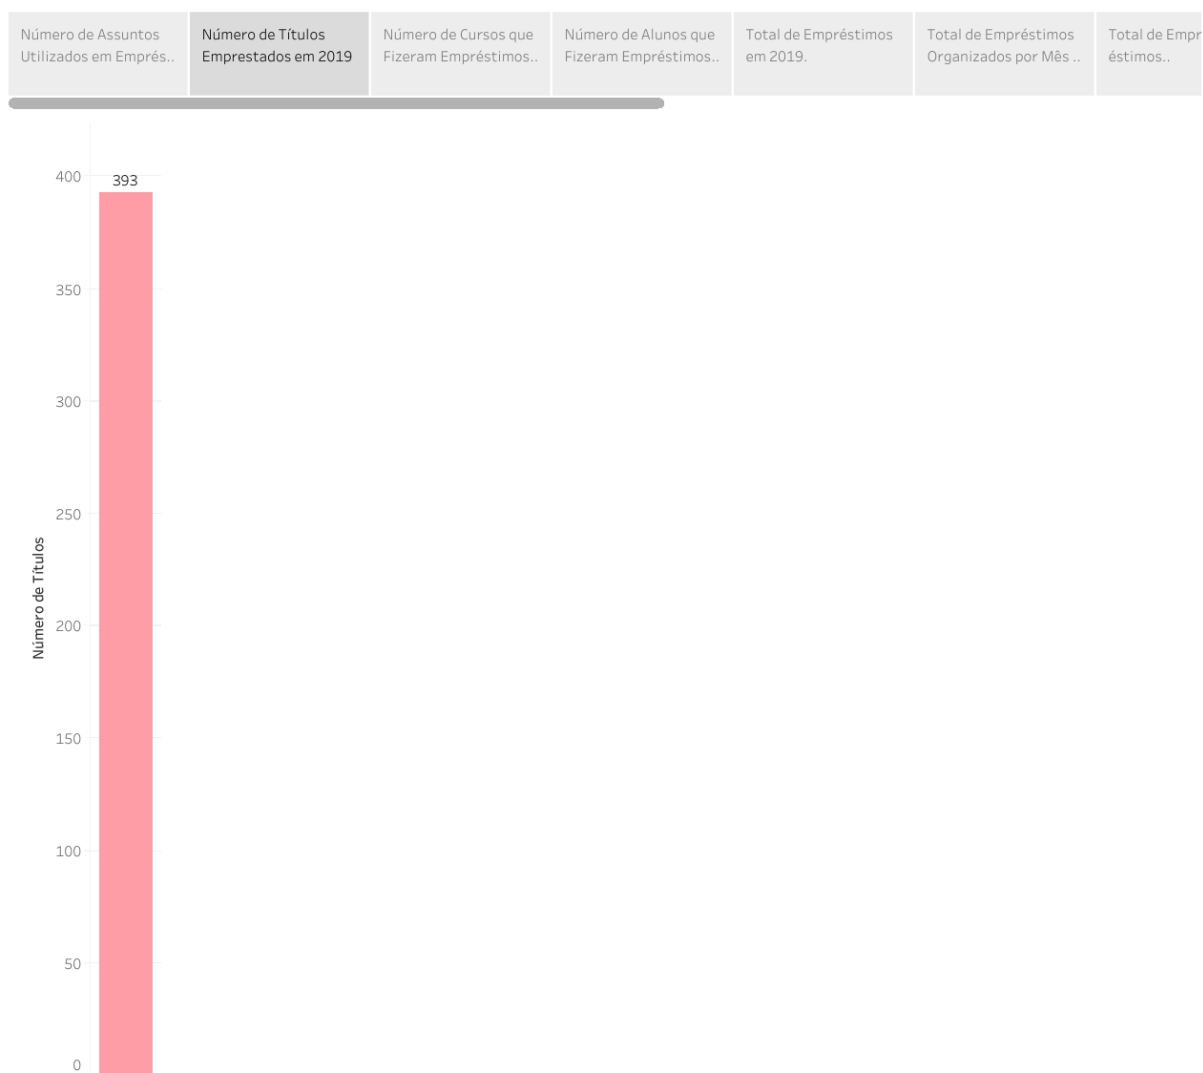 Número de Assuntos
Utilizados em Emprés..
Número de Títulos
Emprestados em 2019
Número de Cursos que
Fizeram Empréstimos..
Número de Alunos que
Fizeram Empréstimos..
Total de Empréstimos
em 2019.
Total de Empréstimos
Organizados por Mês ..
Total de Empr
éstimos..
400
393
350
300
250
200
150
100
50
0
Número de Títulos